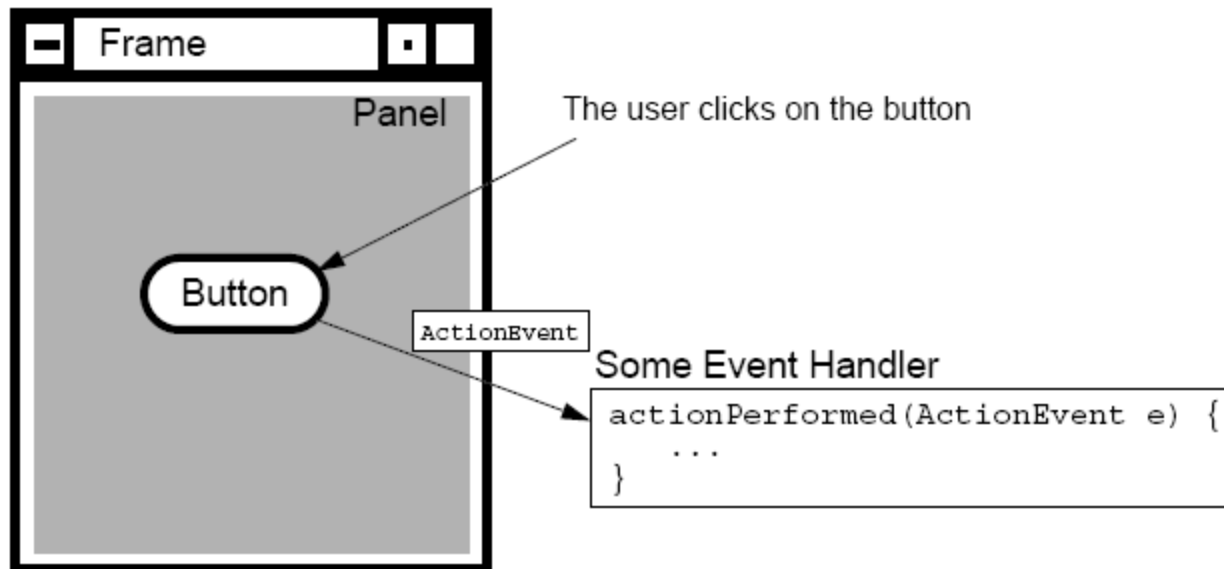 Frame
Panel
The user clicks on the button
Button
ActionEvent
Some Event Handler
actionPerformed(ActionEvent e) {
...
}